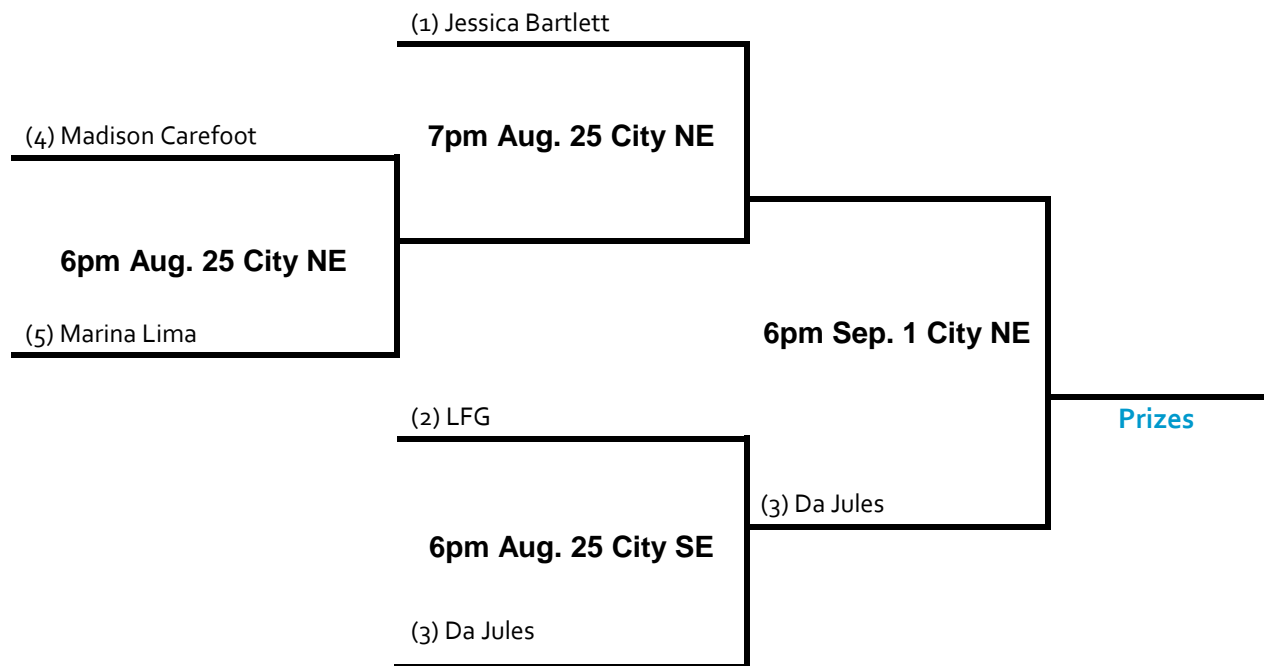 (1) Jessica Bartlett
(4) Madison Carefoot
7pm Aug. 25 City NE
6pm Aug. 25 City NE
(5) Marina Lima
6pm Sep. 1 City NE
(2) LFG
Prizes
(3) Da Jules
6pm Aug. 25 City SE
(3) Da Jules